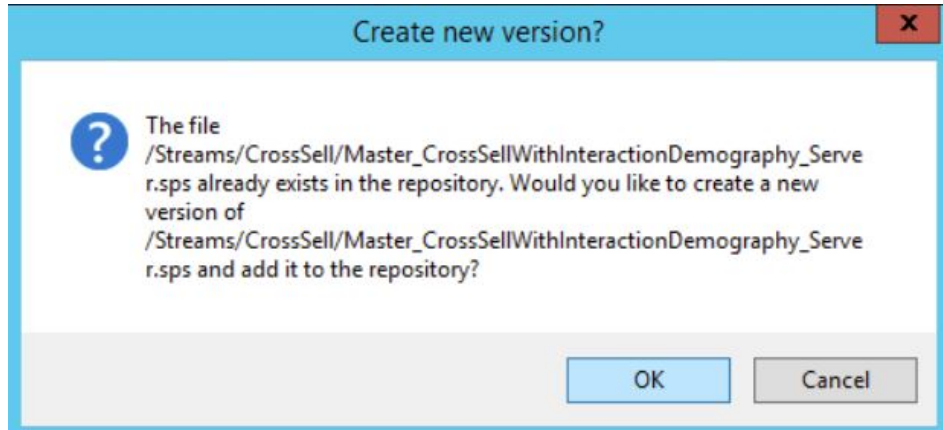 Create new version?
x
?
The file
/Streams/CrossSell/Master_CrossSellWithInteractionDemography_Serve
r.sps already exists in the repository. Would you like to create a new
version of
/Streams/CrossSell/Master_CrossSellWithInteractionDemography_Serve
r.sps and add it to the repository?
OK
Cancel